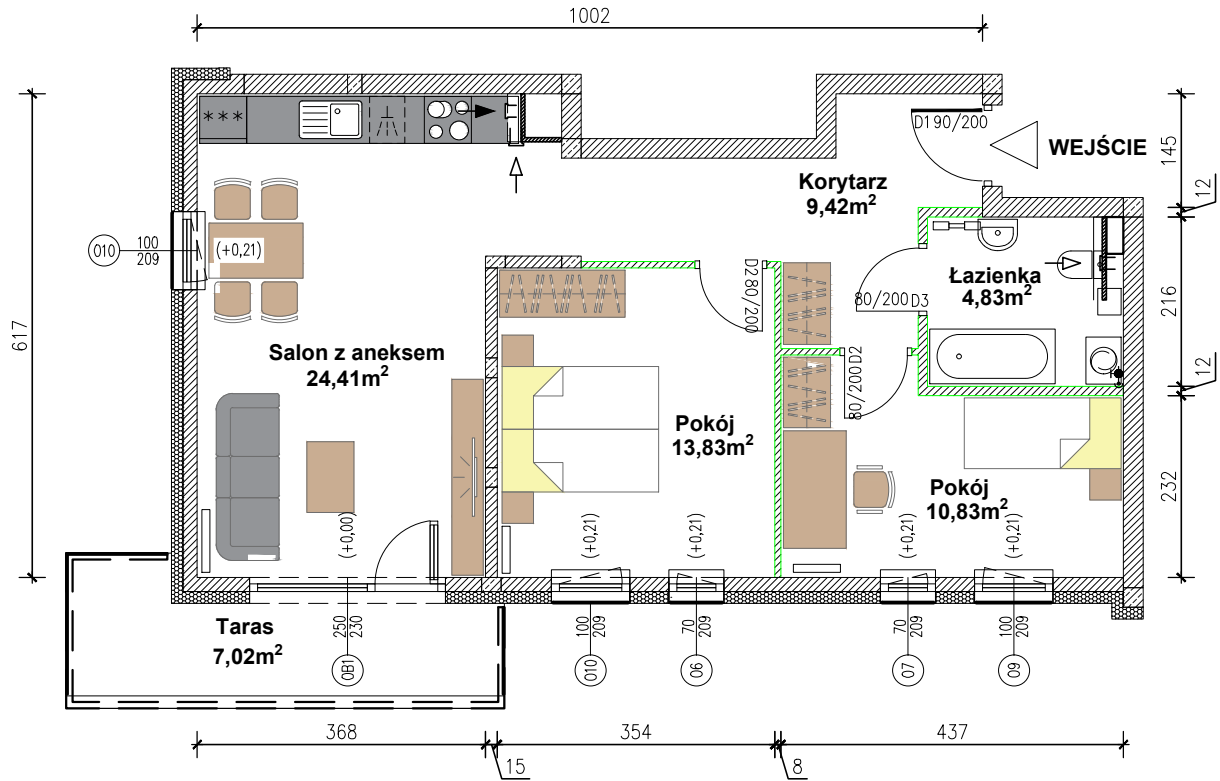 1002
D1 90/200
WEJŚCIE
145
12
Korytarz
9,42m²
010
100
209
(+0,21)
D2 80/200
80/200 D3
Łazienka
4,83m²
216
617
Salon z aneksem
24,41m²
80/200 D2
12
Pokój
13,83m²
Pokój
10,83m²
232
(+0,00)
(+0,21)
(+0,21)
(+0,21)
(+0,21)
Taras
7,02m²
250
230
0B1
100
209
010
70
209
06
70
209
07
100
209
09
368
15
354
8
437